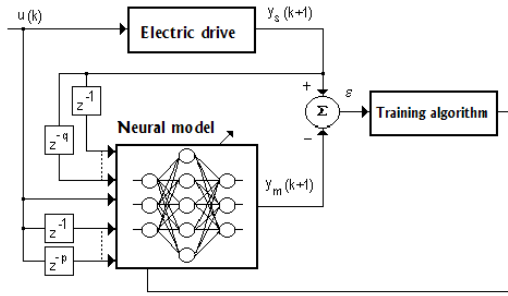 u(k)
Electric drive
y_s(k+1)
z^-1
z^-q
+
ε
Σ
Training algorithm
−
Neural model
y_m(k+1)
z^-1
z^-p